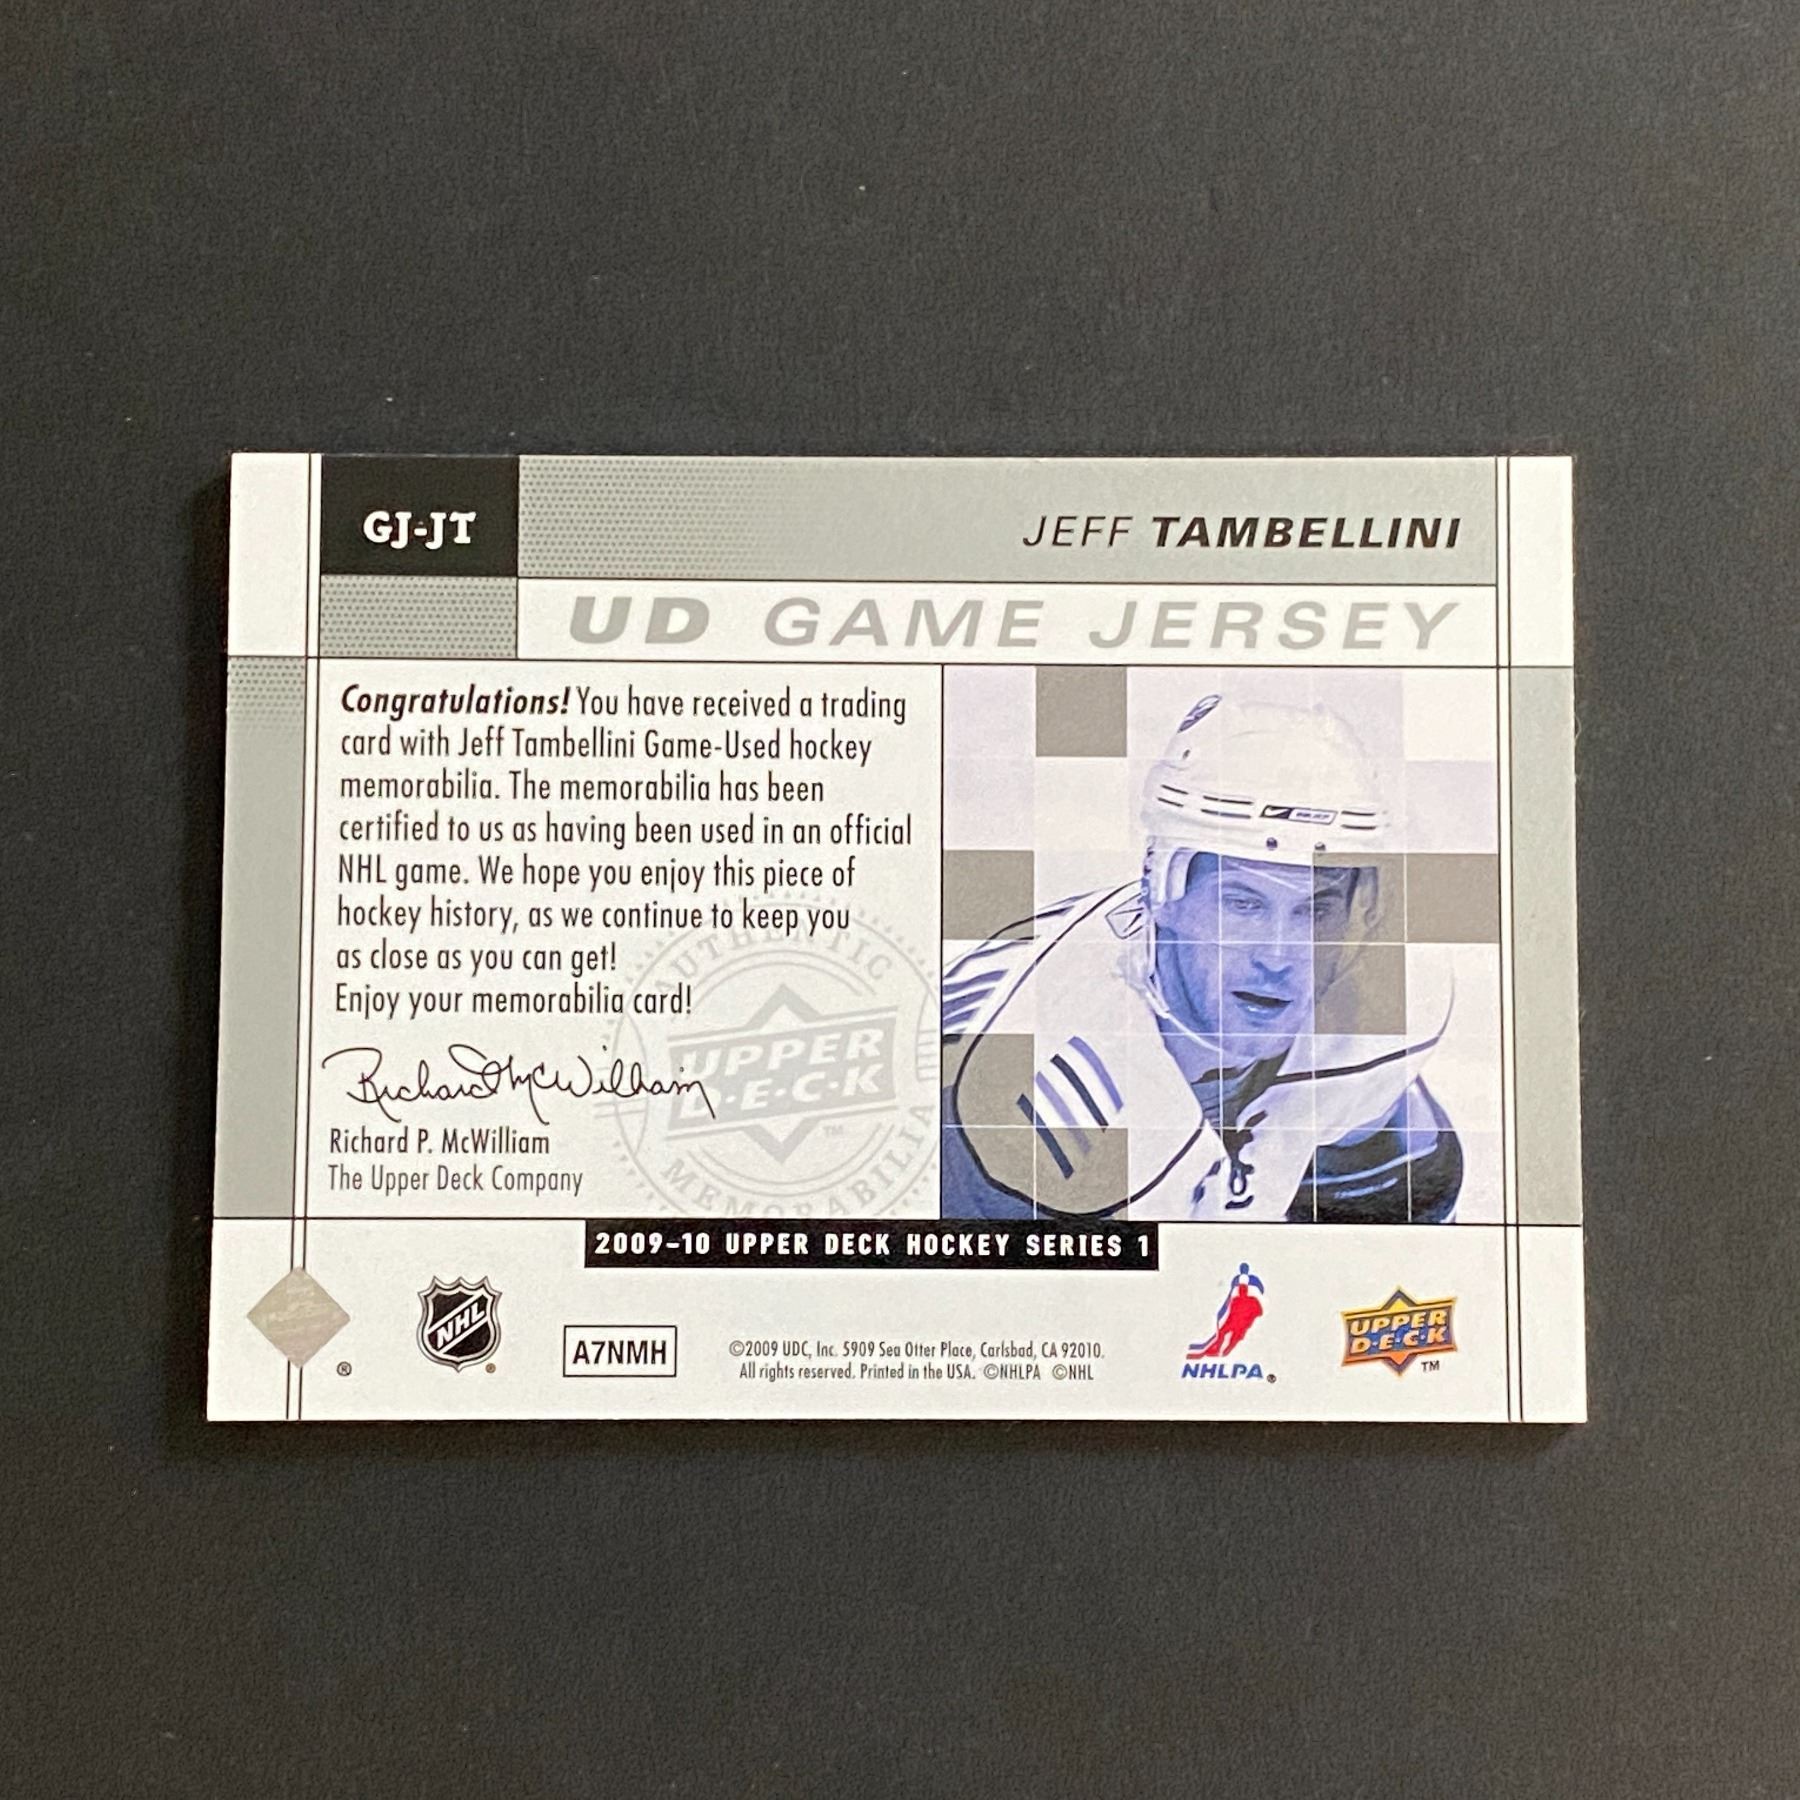 GJ-JT
JEFF TAMBELLINI
UD GAME JERSEY
Congratulations! You have received a trading
card with Jeff Tambellini Game-Used hockey
memorabilia. The memorabilia has been
certified to us as having been used in an official
NHL game. We hope you enjoy this piece of
hockey history, as we continue to keep you
as close as you can get!
Enjoy your memorabilia card!
AUTHENTIC
UPPER
D·E·C·K
TM
MEMORABILIA
Richard P. McWilliam
Richard P. McWilliam
The Upper Deck Company
2009-10 UPPER DECK HOCKEY SERIES 1
®
NHL
®
A7NMH
©2009 UDC, Inc. 5909 Sea Otter Place, Carlsbad, CA 92010.
All rights reserved. Printed in the USA. ©NHLPA ©NHL
NHLPA®
UPPER
D·E·C·K
TM